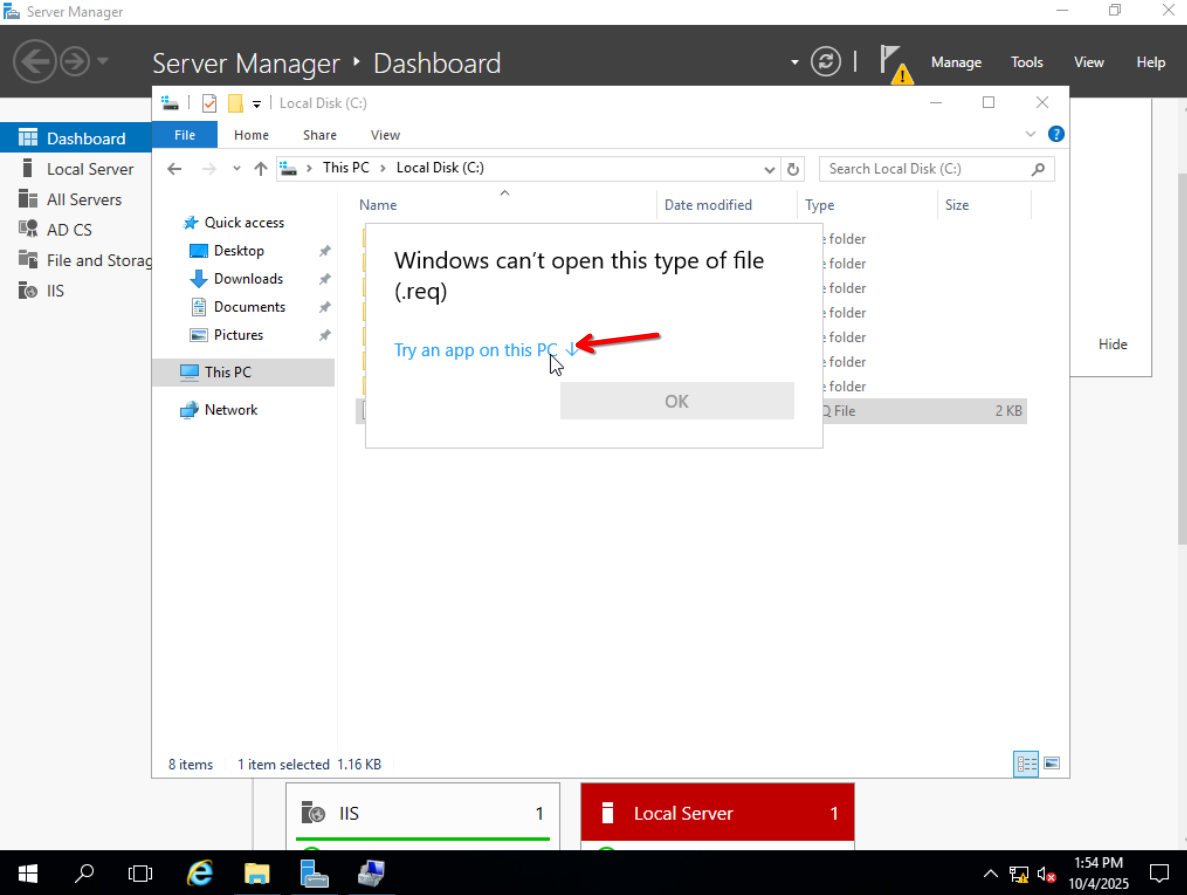 Server Manager
Server Manager • Dashboard
Manage Tools View Help
Local Disk (C:)
File Home Share View
This PC > Local Disk (C:)
Search Local Disk (C:)
Dashboard
Local Server
All Servers
AD CS
File and Storag
IIS
Quick access
Desktop
Downloads
Documents
Pictures
This PC
Network
Name Date modified Type Size
Windows can't open this type of file
(.req)
Try an app on this PC ↓
OK
e folder
e folder
e folder
e folder
e folder
e folder
e folder
Q File 2 KB
Hide
8 items 1 item selected 1.16 KB
IIS 1
Local Server 1
1:54 PM
10/4/2025